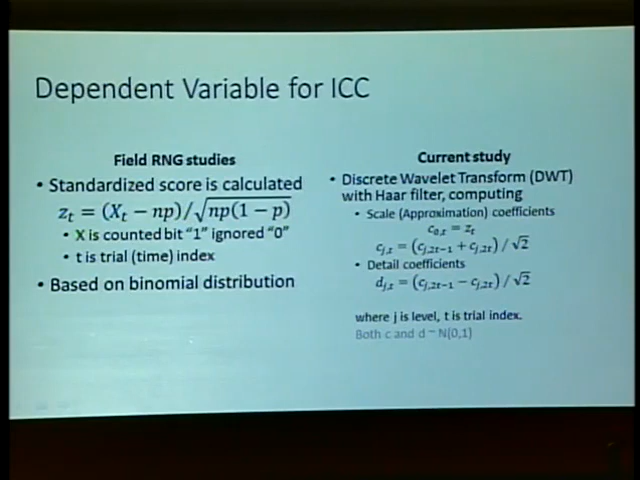 Dependent Variable for ICC
Field RNG studies
• Standardized score is calculated
z_t = (X_t − np)/√np(1 − p)
• X is counted bit "1" ignored "0"
• t is trial (time) index
• Based on binomial distribution
Current study
• Discrete Wavelet Transform (DWT)
with Haar filter, computing
• Scale (Approximation) coefficients
c_{0,t} = z_t
c_{j,t} = (c_{j,2t−1} + c_{j,2t})/√2
• Detail coefficients
d_{j,t} = (c_{j,2t−1} − c_{j,2t})/√2
where j is level, t is trial index.
Both c and d ~ N(0,1)